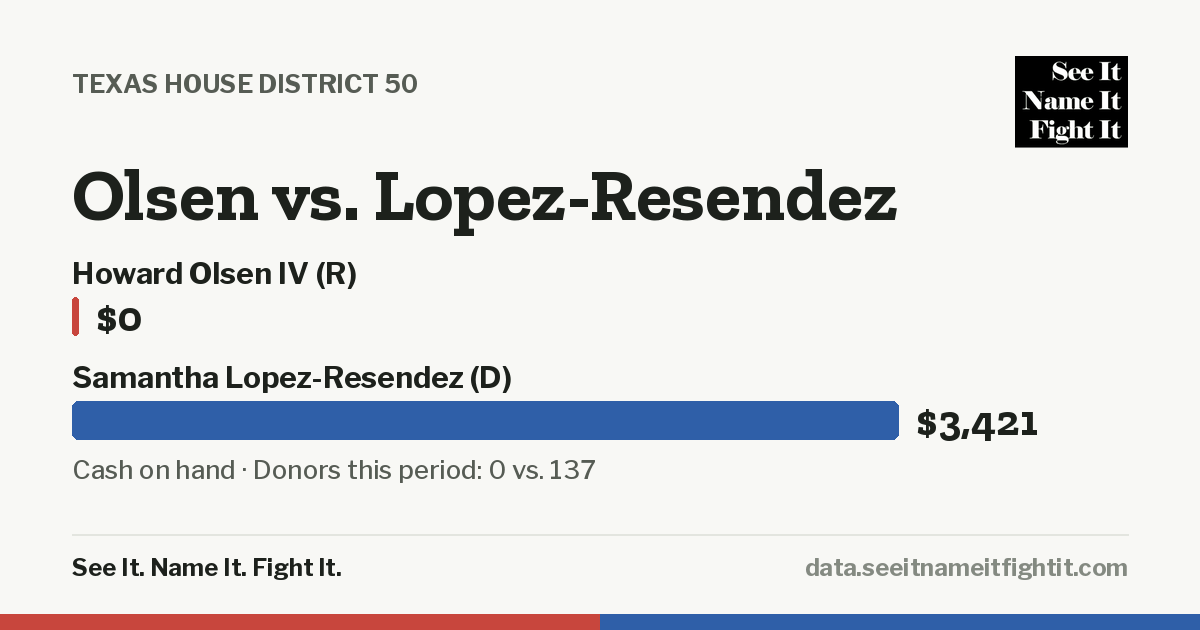 TEXAS HOUSE DISTRICT 50
See It
Name It
Fight It
Olsen vs. Lopez-Resendez
Howard Olsen IV (R)
$0
Samantha Lopez-Resendez (D)
$3,421
Cash on hand · Donors this period: 0 vs. 137
See It. Name It. Fight It.
data.seeitnameitfightit.com